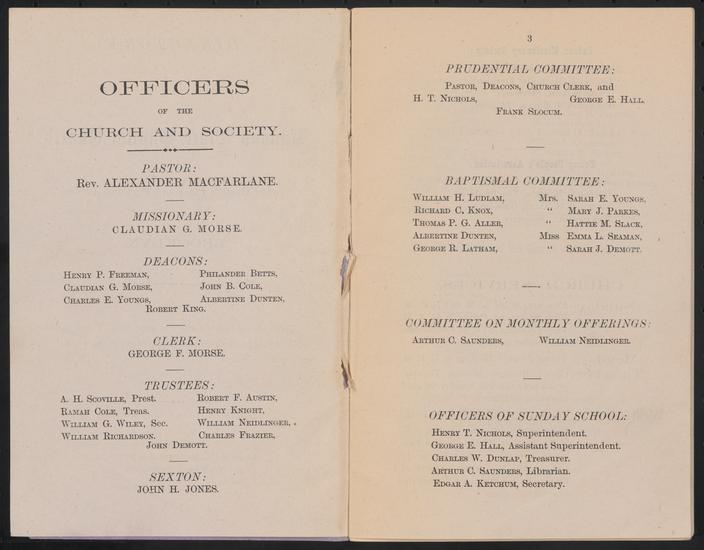 OFFICERS
OF THE
CHURCH AND SOCIETY.
PASTOR:
Rev. ALEXANDER MACFARLANE.
MISSIONARY:
CLAUDIAN G. MORSE.
DEACONS:
HENRY P. FREEMAN, PHILANDER BETTS,
CLAUDIAN G. MORSE, JOHN B. COLE,
CHARLES E. YOUNGS, ALBERTINE DUNTEN,
ROBERT KING.
CLERK:
GEORGE F. MORSE.
TRUSTEES:
A. H. SCOVILLE, Prest. ROBERT F. AUSTIN,
RAMAH COLE, Treas. HENRY KNIGHT,
WILLIAM G. WILEY, Sec. WILLIAM NEIDLINGER,
WILLIAM RICHARDSON. CHARLES FRAZIER,
JOHN DEMOTT.
SEXTON:
JOHN H. JONES.
3
PRUDENTIAL COMMITTEE:
PASTOR, DEACONS, CHURCH CLERK, and
H. T. NICHOLS, GEORGE E. HALL,
FRANK SLOCUM.
BAPTISMAL COMMITTEE:
WILLIAM H. LUDLAM, Mrs. SARAH E. YOUNGS,
RICHARD C. KNOX, " MARY J. PARKES,
THOMAS P. G. ALLER, " HATTIE M. SLACK,
ALBERTINE DUNTEN, Miss EMMA L. SEAMAN,
GEORGE R. LATHAM, " SARAH J. DEMOTT.
COMMITTEE ON MONTHLY OFFERINGS:
ARTHUR C. SAUNDERS, WILLIAM NEIDLINGER.
OFFICERS OF SUNDAY SCHOOL:
HENRY T. NICHOLS, Superintendent.
GEORGE E. HALL, Assistant Superintendent.
CHARLES W. DUNLAP, Treasurer.
ARTHUR C. SAUNDERS, Librarian.
EDGAR A. KETCHUM, Secretary.